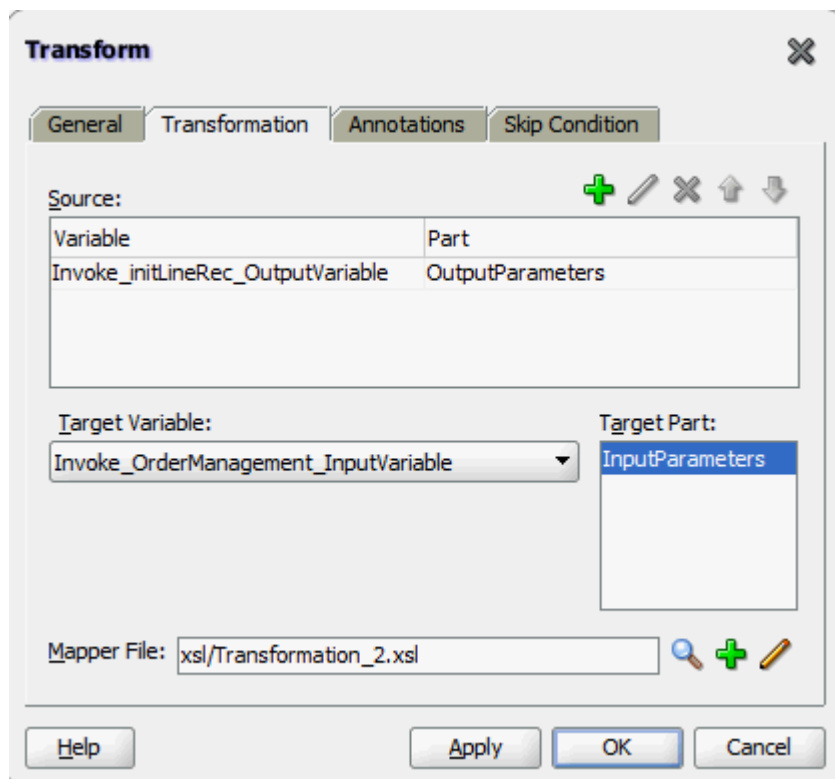 Transform
General Transformation Annotations Skip Condition
Source:
Variable Part
Invoke_initLineRec_OutputVariable OutputParameters
Target Variable: Target Part:
Invoke_OrderManagement_InputVariable InputParameters
Mapper File: xsl/Transformation_2.xsl
Help Apply OK Cancel